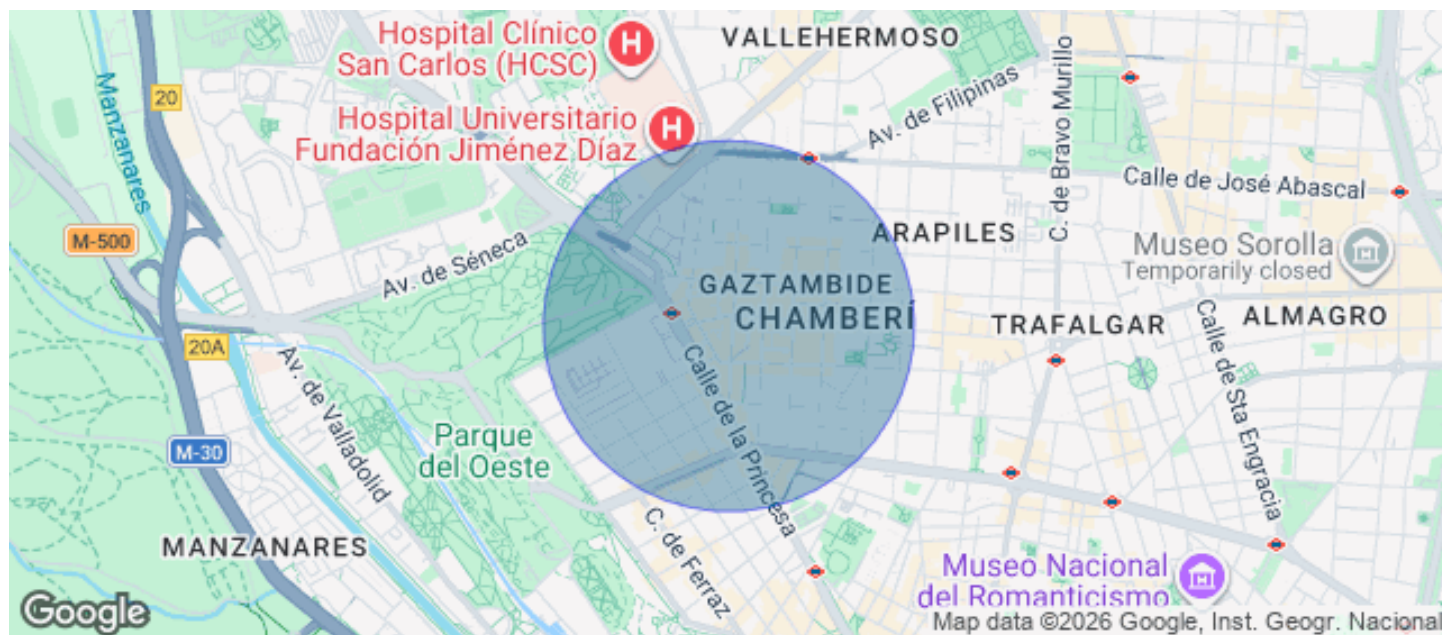 Hospital Clínico
San Carlos (HCSC)
VALLEHERMOSO
Manzanares
20
Hospital Universitario
Fundación Jiménez Díaz
Av. de Filipinas
C. de Bravo Murillo
Calle de José Abascal
M-500
Av. de Séneca
ARAPILES
Museo Sorolla
Temporarily closed
GAZTAMBIDE
CHAMBERÍ
TRAFALGAR
ALMAGRO
20A
Av. de Valladolid
Calle de la Princesa
Calle de Sta Engracia
Parque
del Oeste
M-30
MANZANARES
C. de Ferraz
Museo Nacional
del Romanticismo
Google
Map data ©2026 Google, Inst. Geogr. Nacional